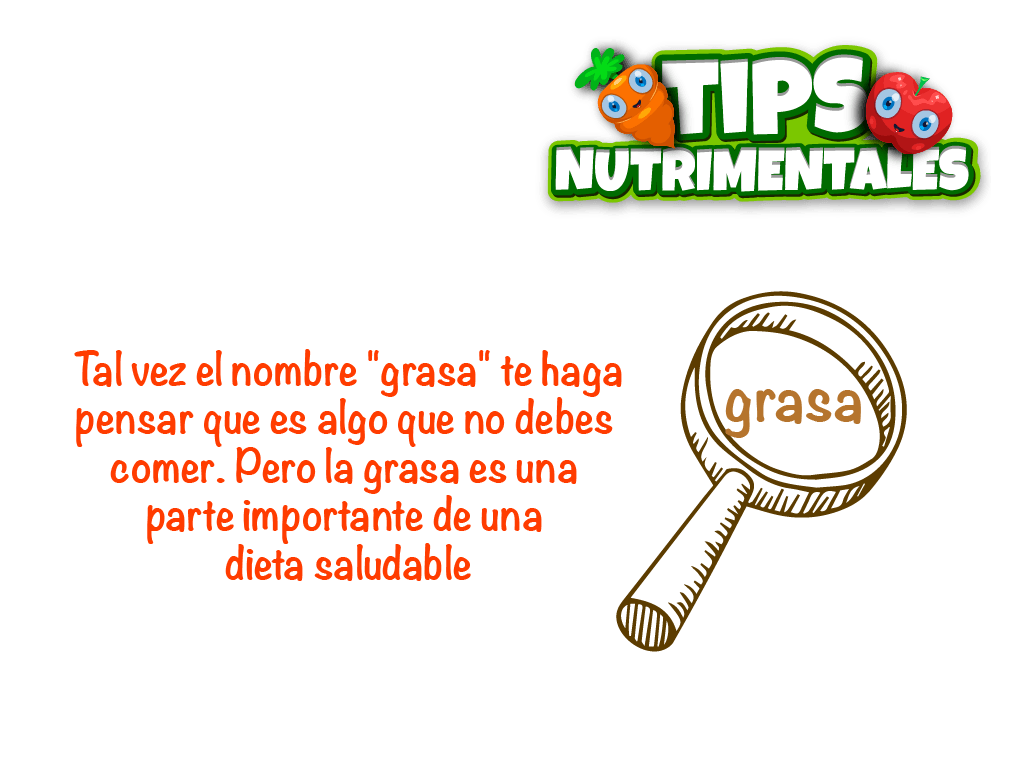 TIPS
NUTRIMENTALES
Tal vez el nombre "grasa" te haga
pensar que es algo que no debes
comer. Pero la grasa es una
parte importante de una
dieta saludable
grasa